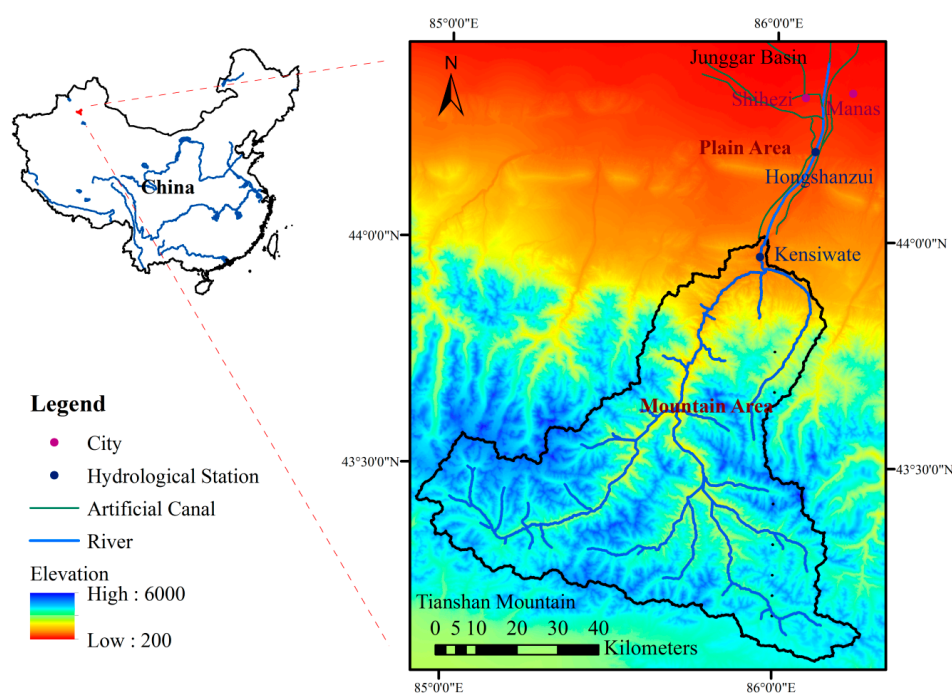 85°0'0"E
86°0'0"E
N
Junggar Basin
Shihezi
Manas
Plain Area
Hongshanzui
China
44°0'0"N
44°0'0"N
Kensiwate
Mountain Area
43°30'0"N
43°30'0"N
Legend
City
Hydrological Station
Artificial Canal
River
Elevation
High : 6000
Low : 200
Tianshan Mountain
0 5 10 20 30 40
Kilometers
85°0'0"E
86°0'0"E